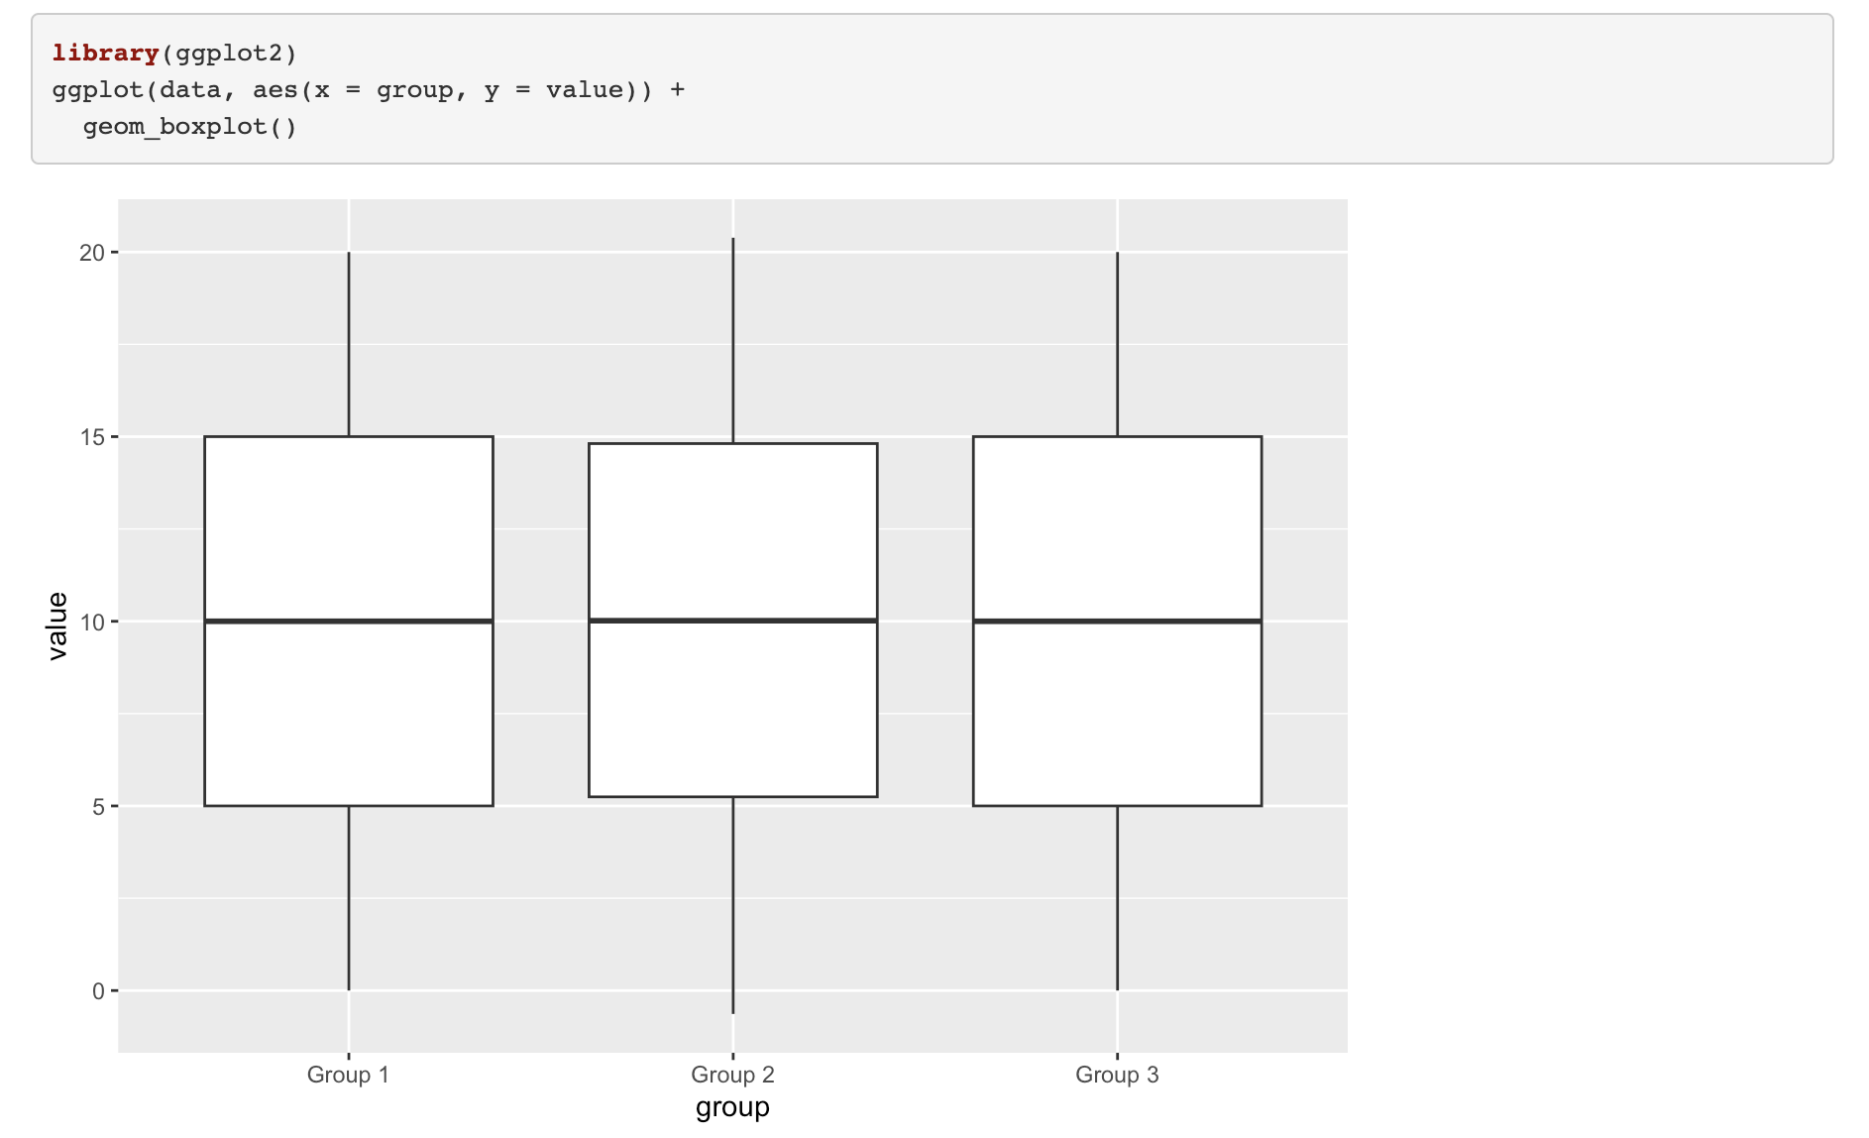 library(ggplot2)
ggplot(data, aes(x = group, y = value)) +
  geom_boxplot()
value
20
15
10
5
0
Group 1 Group 2 Group 3
group